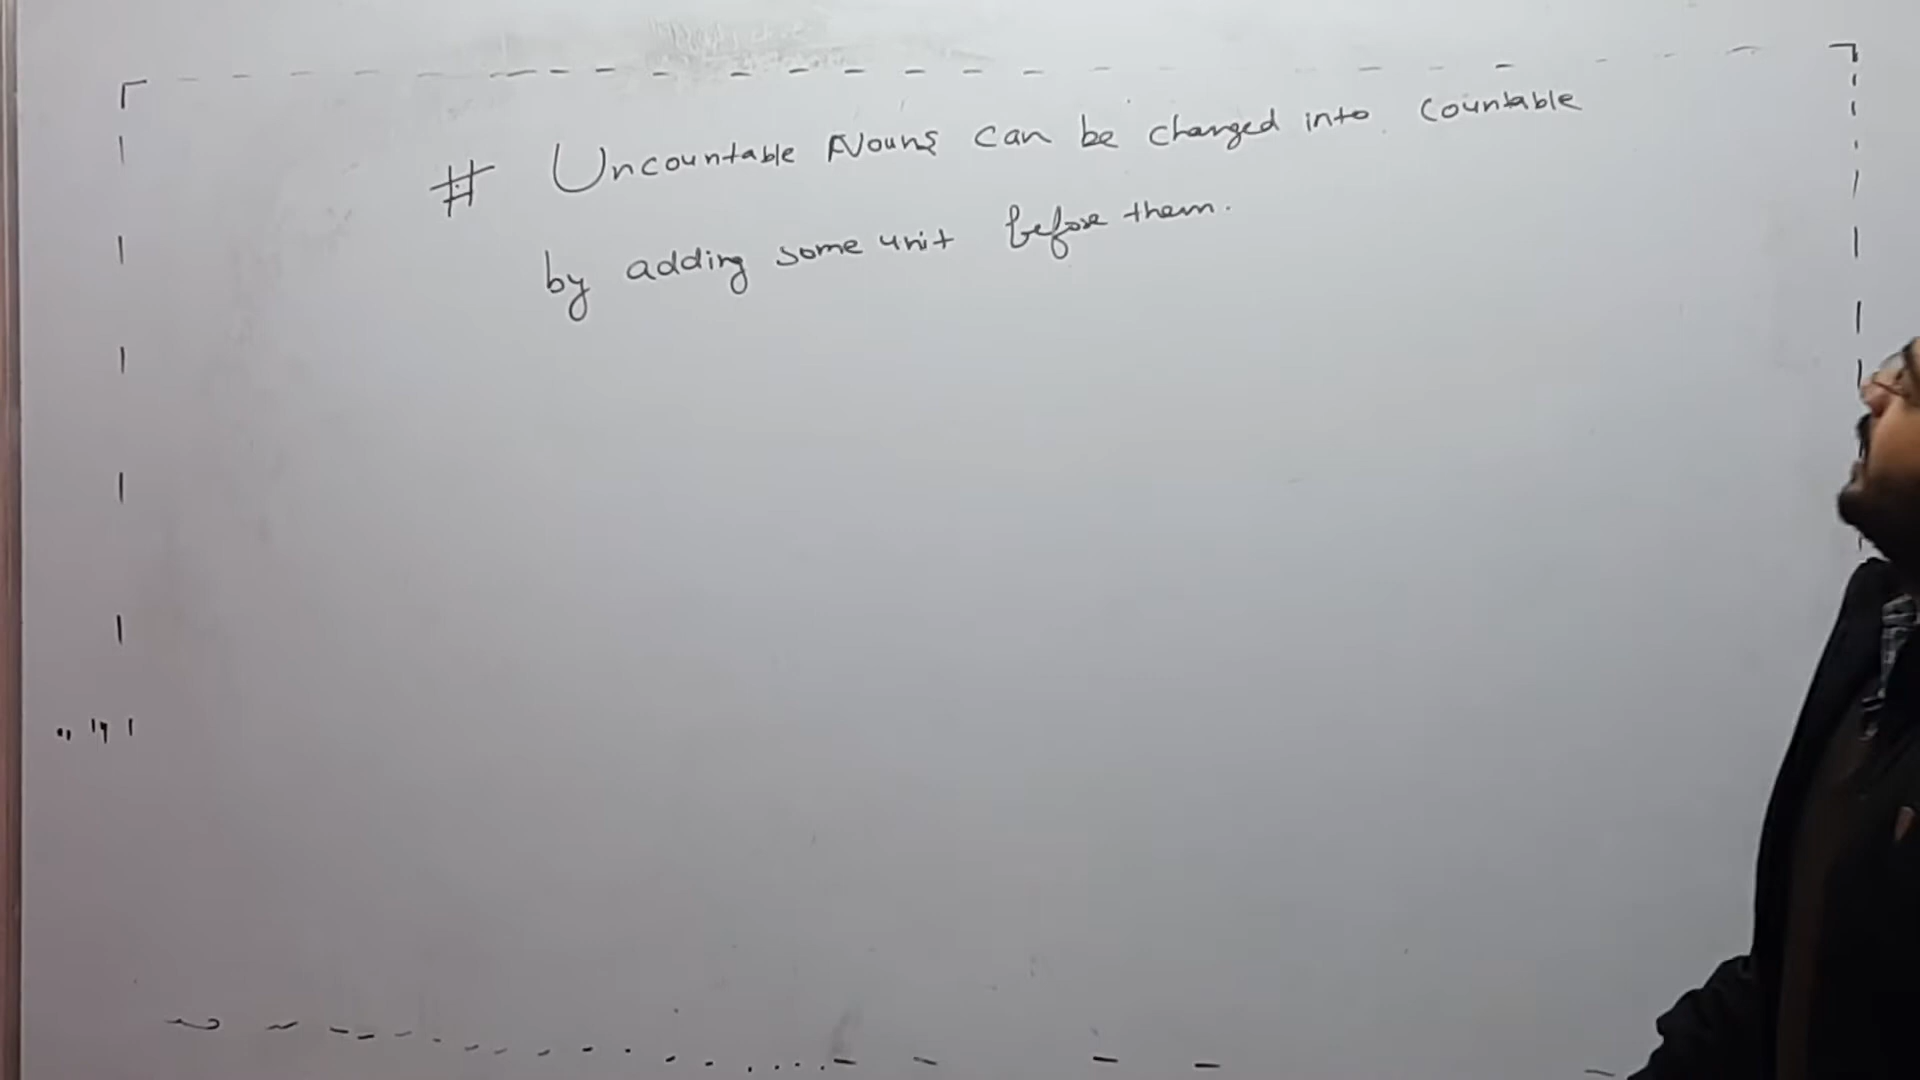 # Uncountable Nouns can be changed into countable
by adding some unit before them.